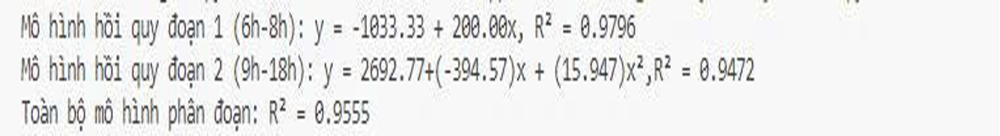 Mô hình hồi quy đoạn 1 (6h-8h): y = -1033.33 + 200.00x, R² = 0.9796
Mô hình hồi quy đoạn 2 (9h-18h): y = 2692.77+(-394.57)x + (15.947)x²,R² = 0.9472
Toàn bộ mô hình phân đoạn: R² = 0.9555